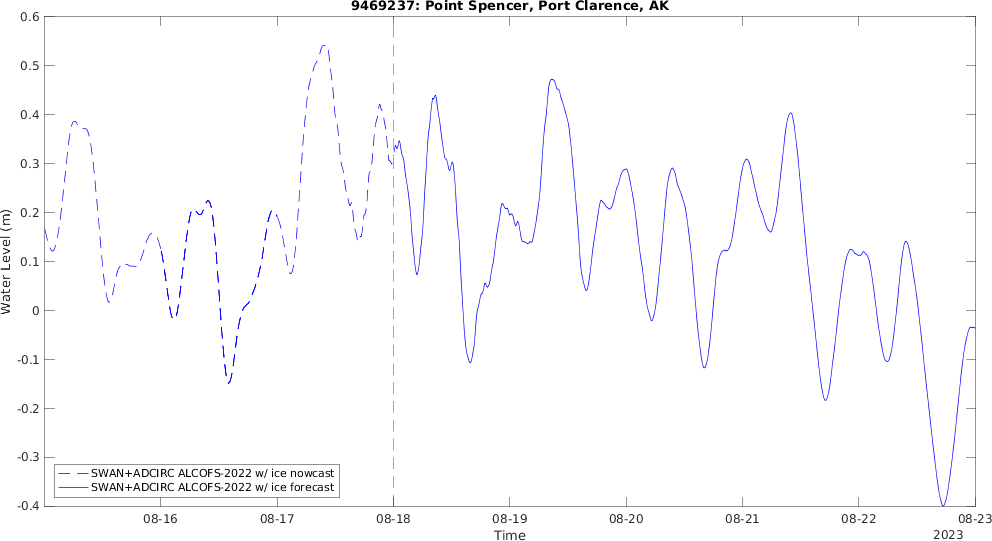 9469237: Point Spencer, Port Clarence, AK
0.6
0.5
0.4
0.3
0.2
0.1
0
-0.1
-0.2
-0.3
-0.4
Water Level (m)
SWAN+ADCIRC ALCOFS-2022 w/ ice nowcast
SWAN+ADCIRC ALCOFS-2022 w/ ice forecast
08-16 08-17 08-18 08-19 08-20 08-21 08-22 08-23
Time
2023